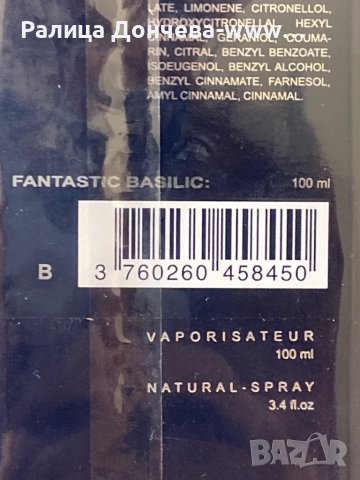 Ралица Дончева-www...
LATE, LIMONENE, CITRONELLOL,
HYDROXYCITRONELLAL, HEXYL
CINNAMAL, GERANIOL, COUMA-
RIN, CITRAL, BENZYL BENZOATE,
ISOEUGENOL, BENZYL ALCOHOL,
BENZYL CINNAMATE, FARNESOL,
AMYL CINNAMAL, CINNAMAL.
FANTASTIC BASILIC: 100 ml
B 3 760260 458450
VAPORISATEUR
100 ml
NATURAL-SPRAY
3.4 fl.oz
BAZAR